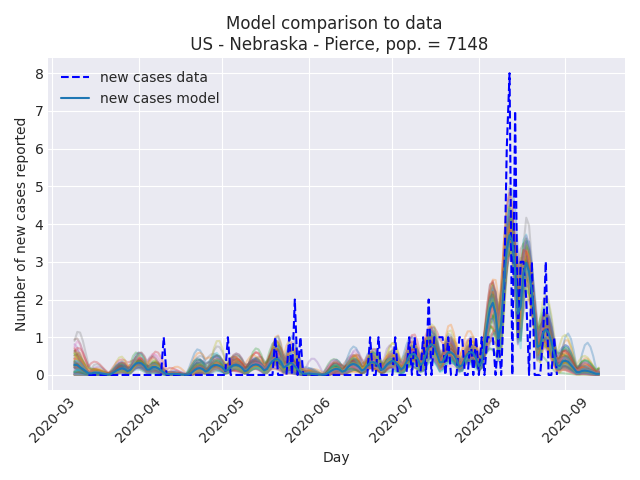 Model comparison to data
US - Nebraska - Pierce, pop. = 7148
new cases data
new cases model
Number of new cases reported
8
7
6
5
4
3
2
1
0
2020-03
2020-04
2020-05
2020-06
2020-07
2020-08
2020-09
Day